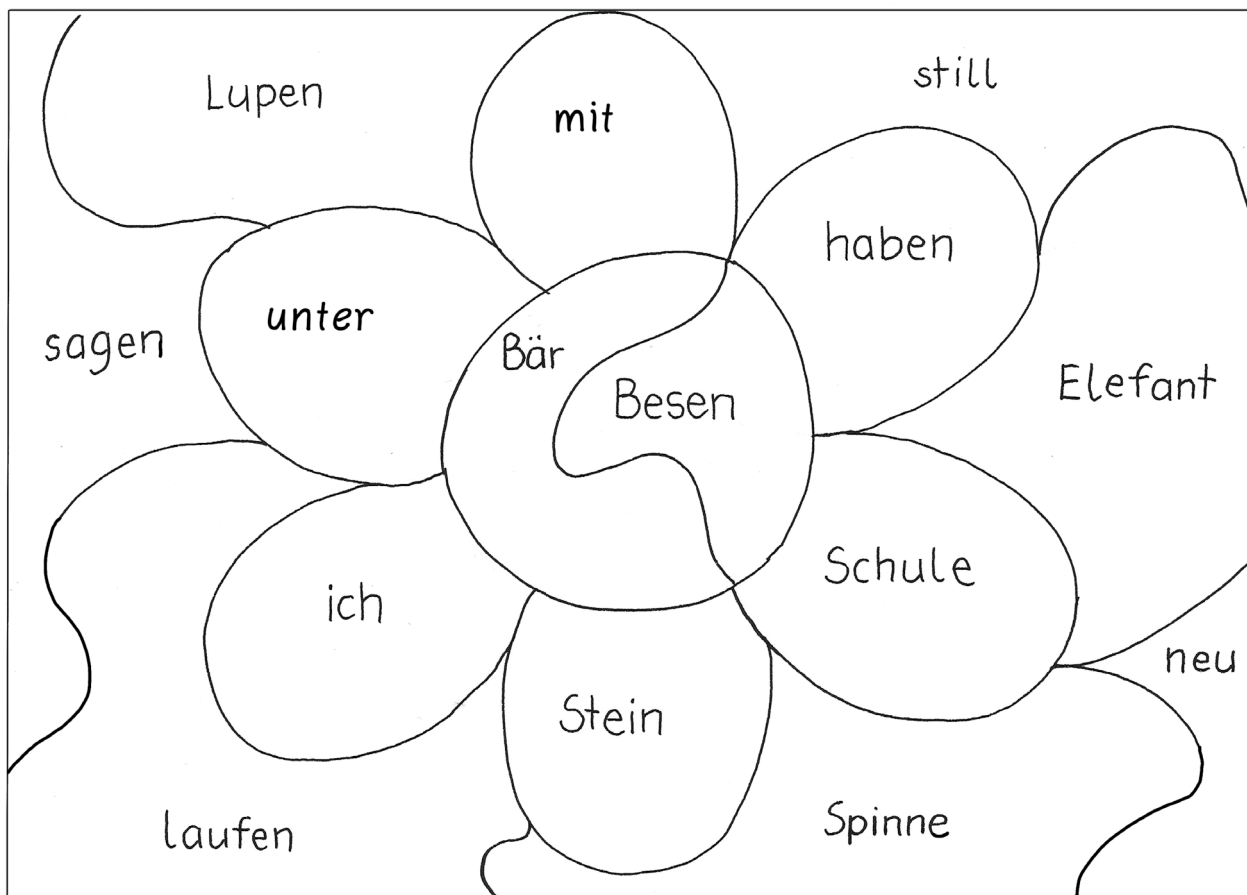 Lupen
mit
still
haben
unter
sagen
Bär
Besen
Elefant
Schule
ich
neu
Stein
laufen
Spinne